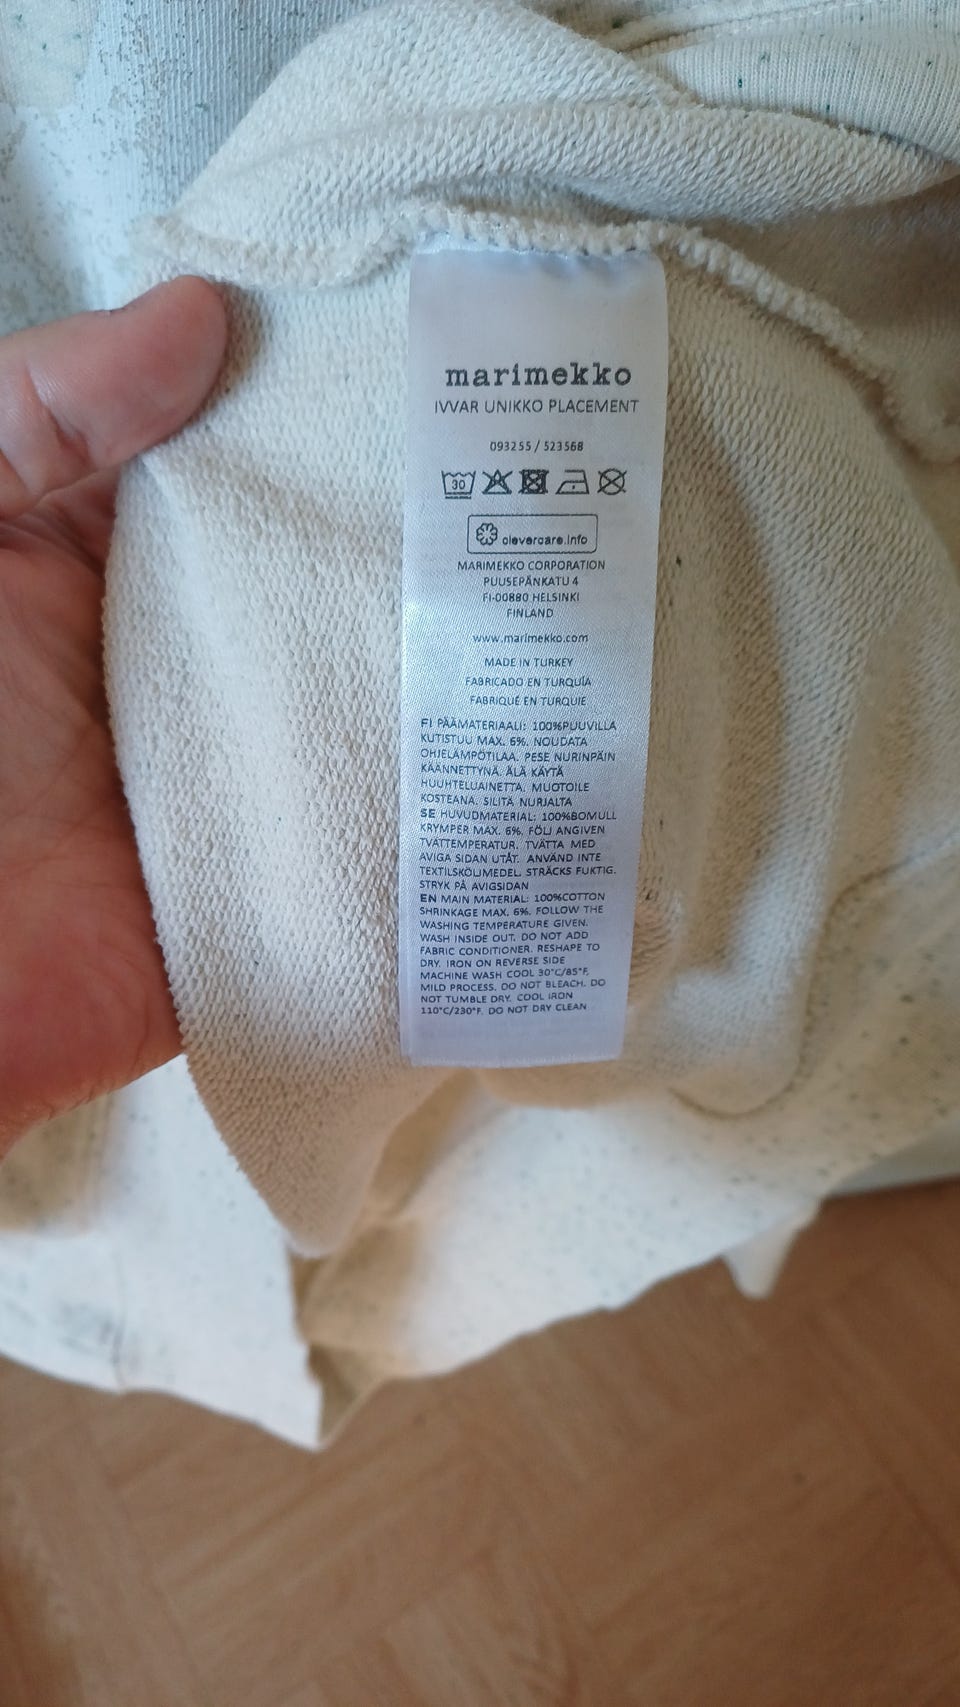 marimekko
IVVAR UNIKKO PLACEMENT
093255 / 523568
30
clevercare.info
MARIMEKKO CORPORATION
PUUSEPÄNKATU 4
FI-00880 HELSINKI
FINLAND
www.marimekko.com
MADE IN TURKEY
FABRICADO EN TURQUÍA
FABRIQUÉ EN TURQUIE
FI PÄÄMATERIAALI: 100%PUUVILLA
KUTISTUU MAX. 6%. NOUDATA
OHJELÄMPÖTILAA. PESE NURINPÄIN
KÄÄNNETTYNÄ. ÄLÄ KÄYTÄ
HUUHTELUAINETTA. MUOTOILE
KOSTEANA. SILITÄ NURJALTA
SE HUVUDMATERIAL: 100%BOMULL
KRYMPER MAX. 6%. FÖLJ ANGIVEN
TVÄTTEMPERATUR. TVÄTTA MED
AVIGA SIDAN UTÅT. ANVÄND INTE
TEXTILSKÖLJMEDEL. STRÄCKS FUKTIG.
STRYK PÅ AVIGSIDAN
EN MAIN MATERIAL: 100%COTTON
SHRINKAGE MAX. 6%. FOLLOW THE
WASHING TEMPERATURE GIVEN.
WASH INSIDE OUT. DO NOT ADD
FABRIC CONDITIONER. RESHAPE TO
DRY. IRON ON REVERSE SIDE
MACHINE WASH COOL 30°C/85°F,
MILD PROCESS. DO NOT BLEACH. DO
NOT TUMBLE DRY. COOL IRON
110°C/230°F. DO NOT DRY CLEAN